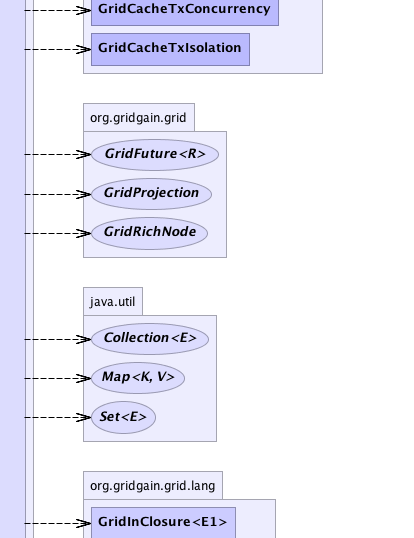 GridCacheTxConcurrency
GridCacheTxIsolation
org.gridgain.grid
GridFuture<R>
GridProjection
GridRichNode
java.util
Collection<E>
Map<K, V>
Set<E>
org.gridgain.grid.lang
GridInClosure<E1>